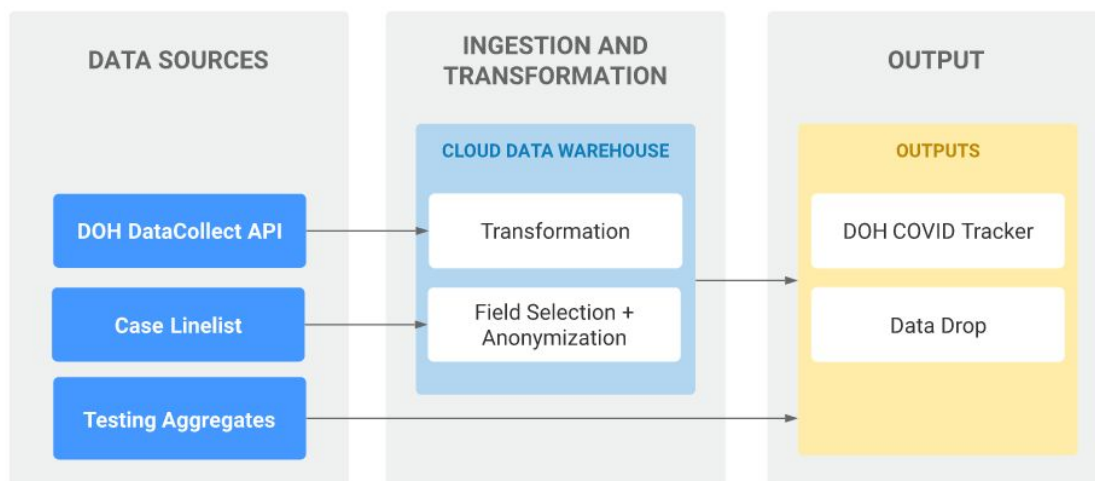 DATA SOURCES
INGESTION AND
TRANSFORMATION
OUTPUT
CLOUD DATA WAREHOUSE
OUTPUTS
DOH DataCollect API
Transformation
DOH COVID Tracker
Case Linelist
Field Selection +
Anonymization
Data Drop
Testing Aggregates